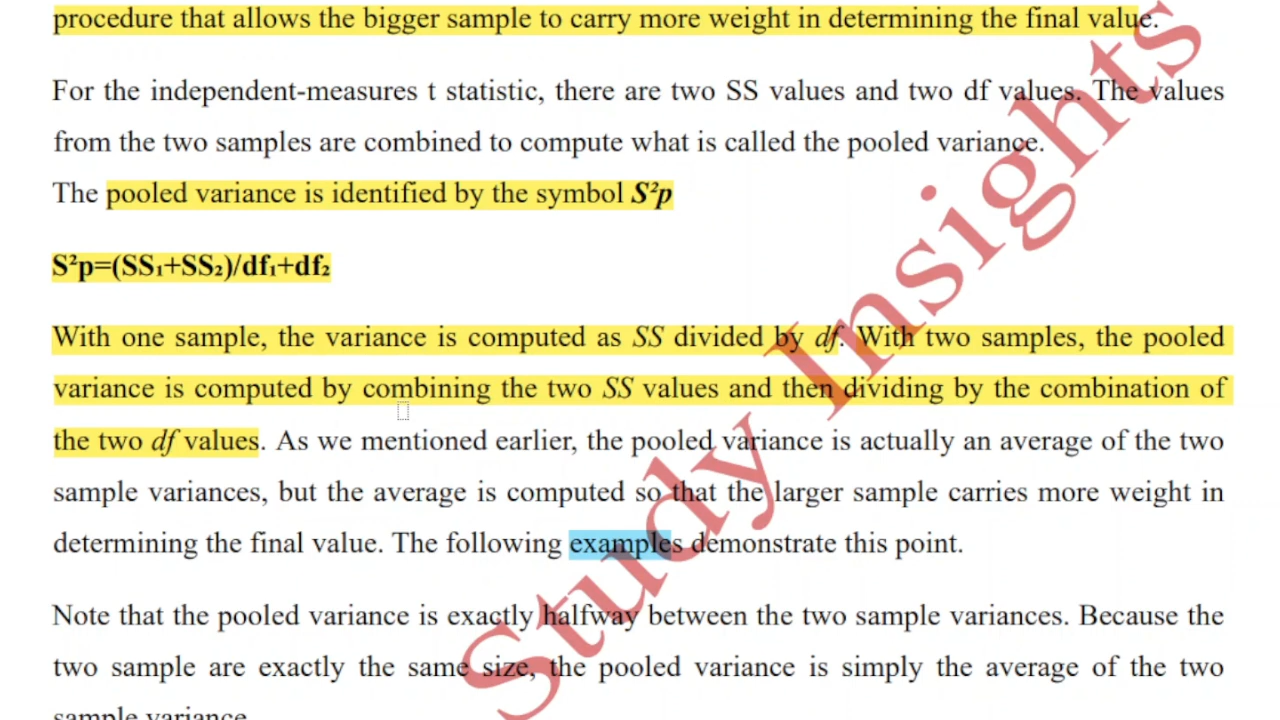 procedure that allows the bigger sample to carry more weight in determining the final value.
For the independent-measures t statistic, there are two SS values and two df values. The values
from the two samples are combined to compute what is called the pooled variance.
The pooled variance is identified by the symbol S²p
S²p=(SS₁+SS₂)/df₁+df₂
With one sample, the variance is computed as SS divided by df. With two samples, the pooled
variance is computed by combining the two SS values and then dividing by the combination of
the two df values. As we mentioned earlier, the pooled variance is actually an average of the two
sample variances, but the average is computed so that the larger sample carries more weight in
determining the final value. The following examples demonstrate this point.
Note that the pooled variance is exactly halfway between the two sample variances. Because the
two sample are exactly the same size, the pooled variance is simply the average of the two
sample variance.
Study Insights